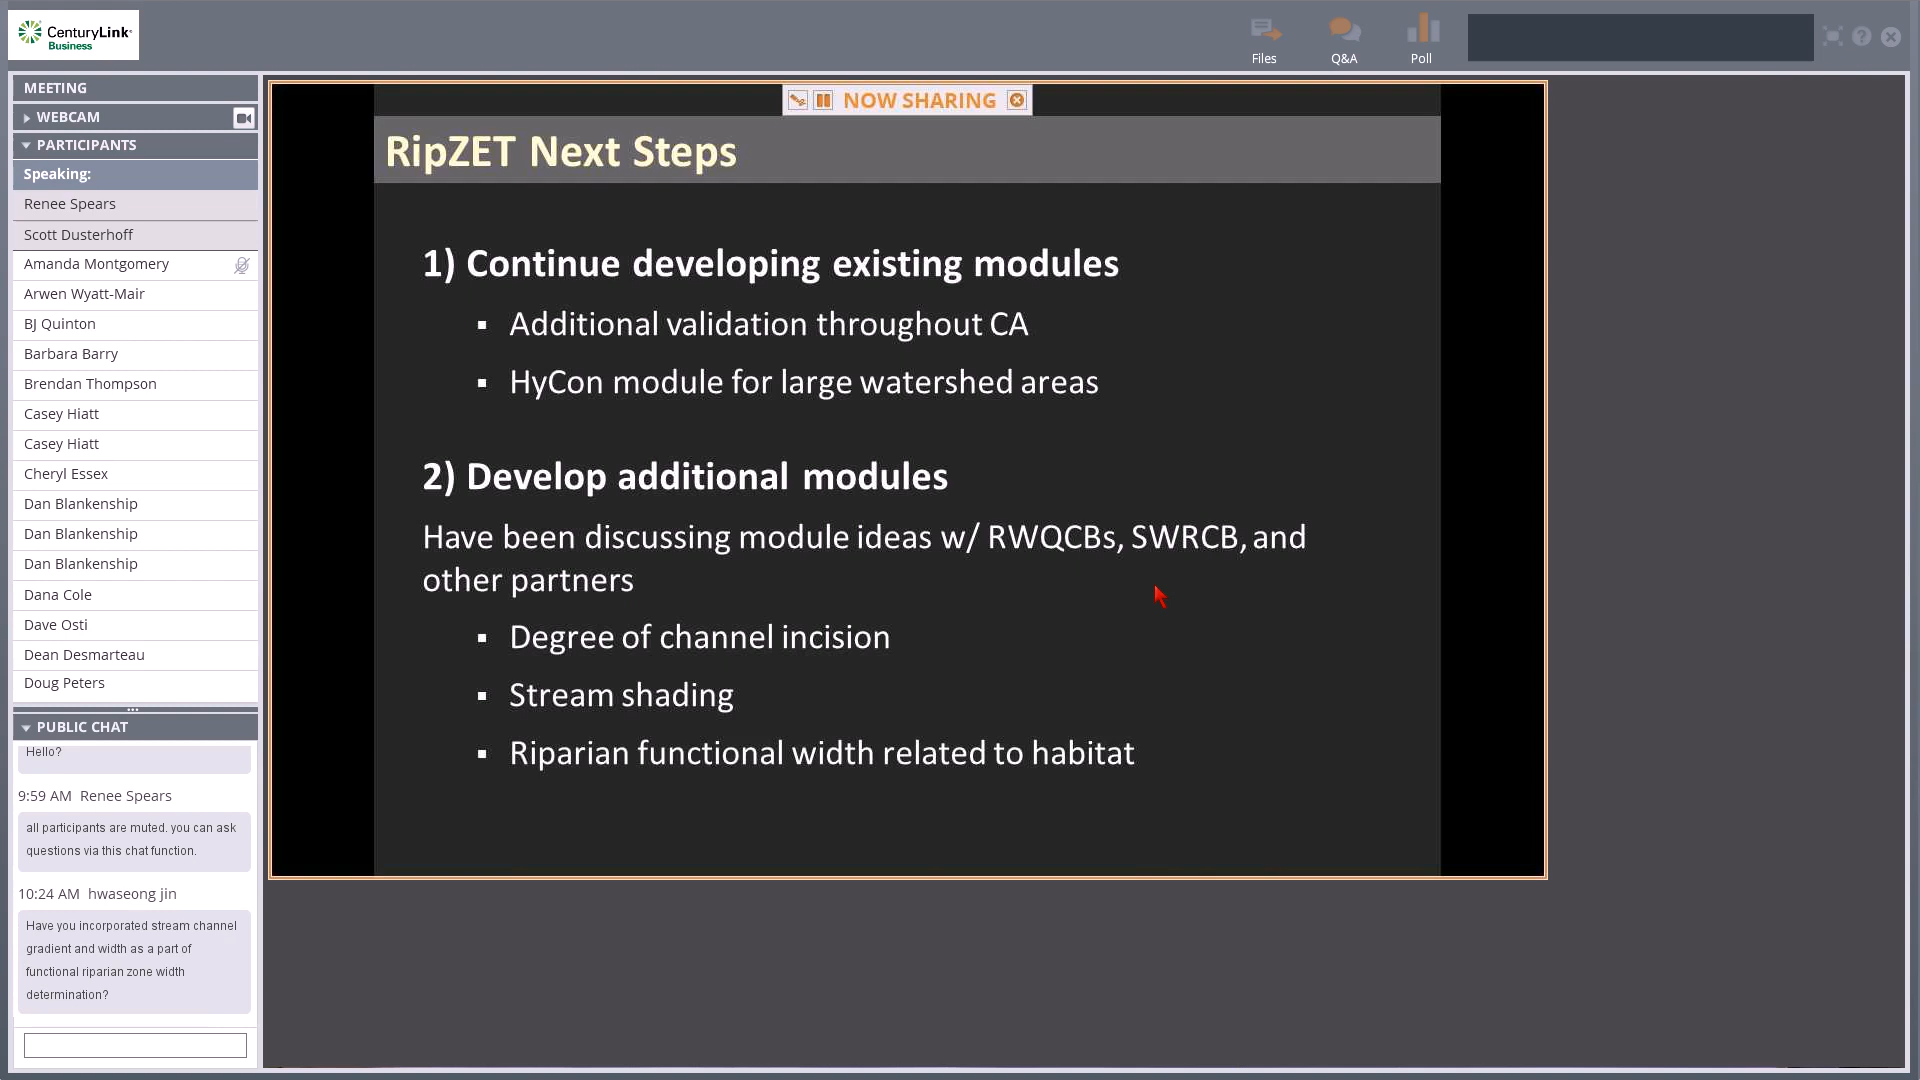 CenturyLink
Business
Files
Q&A
Poll
MEETING
WEBCAM
PARTICIPANTS
Speaking:
Renee Spears
Scott Dusterhoff
Amanda Montgomery
Arwen Wyatt-Mair
BJ Quinton
Barbara Barry
Brendan Thompson
Casey Hiatt
Casey Hiatt
Cheryl Essex
Dan Blankenship
Dan Blankenship
Dan Blankenship
Dana Cole
Dave Osti
Dean Desmarteau
Doug Peters
PUBLIC CHAT
Hello?
9:59 AM Renee Spears
all participants are muted. you can ask
questions via this chat function.
10:24 AM hwaseong jin
Have you incorporated stream channel
gradient and width as a part of
functional riparian zone width
determination?
NOW SHARING
RipZET Next Steps
1) Continue developing existing modules
▪ Additional validation throughout CA
▪ HyCon module for large watershed areas
2) Develop additional modules
Have been discussing module ideas w/ RWQCBs, SWRCB, and
other partners
▪ Degree of channel incision
▪ Stream shading
▪ Riparian functional width related to habitat